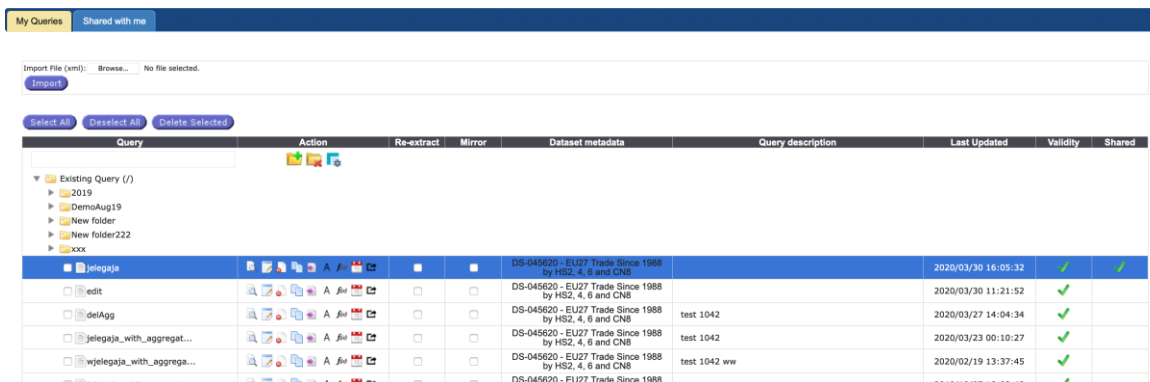 My Queries Shared with me
Import File (xml): Browse... No file selected.
Import
Select All Deselect All Delete Selected
Query Action Re-extract Mirror Dataset metadata Query description Last Updated Validity Shared
Existing Query (/)
2019
DemoAug19
New folder
New folder222
xxx
jelegaja A f(x) DS-045620 - EU27 Trade Since 1988 2020/03/30 16:05:32
by HS2, 4, 6 and CN8
edit A f(x) DS-045620 - EU27 Trade Since 1988 2020/03/30 11:21:52
by HS2, 4, 6 and CN8
delAgg A f(x) DS-045620 - EU27 Trade Since 1988 test 1042 2020/03/27 14:04:34
by HS2, 4, 6 and CN8
jelegaja_with_aggregat... A f(x) DS-045620 - EU27 Trade Since 1988 test 1042 2020/03/23 00:10:27
by HS2, 4, 6 and CN8
wjelegaja_with_aggrega... A f(x) DS-045620 - EU27 Trade Since 1988 test 1042 ww 2020/02/19 13:37:45
by HS2, 4, 6 and CN8
DS-045620 - EU27 Trade Since 1988